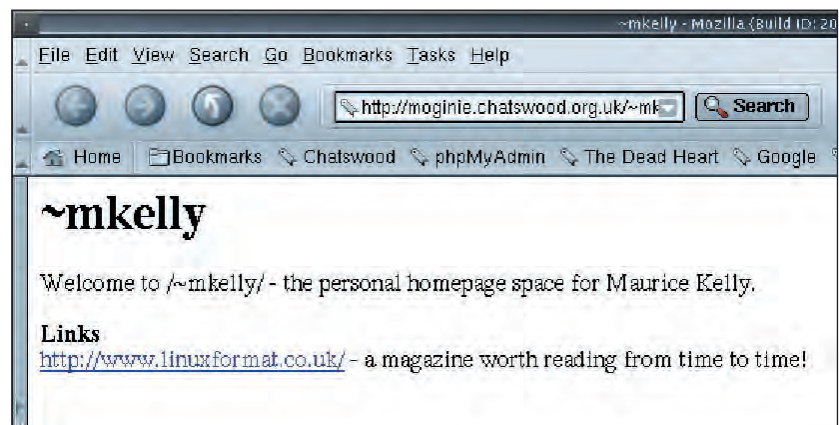 ~mkelly - Mozilla {Build ID: 20
File Edit View Search Go Bookmarks Tasks Help
http://moginie.chatswood.org.uk/~mk Search
Home Bookmarks Chatswood phpMyAdmin The Dead Heart Google
~mkelly
Welcome to /~mkelly/ - the personal homepage space for Maurice Kelly.
Links
http://www.linuxformat.co.uk/ - a magazine worth reading from time to time!